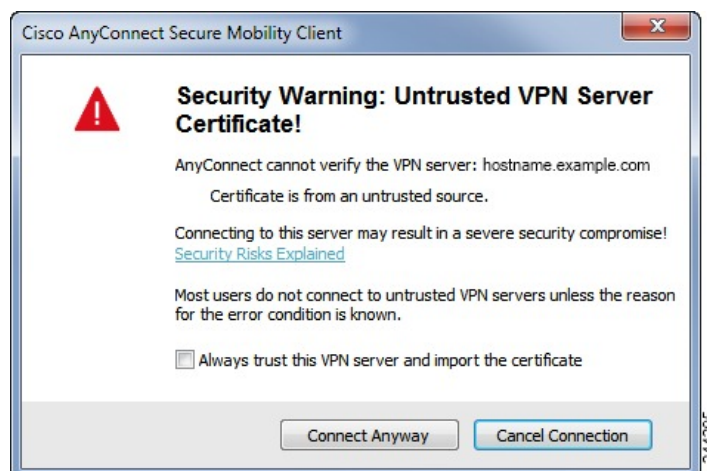 Cisco AnyConnect Secure Mobility Client
Security Warning: Untrusted VPN Server
Certificate!
AnyConnect cannot verify the VPN server: hostname.example.com
Certificate is from an untrusted source.
Connecting to this server may result in a severe security compromise!
Security Risks Explained
Most users do not connect to untrusted VPN servers unless the reason
for the error condition is known.
Always trust this VPN server and import the certificate
Connect Anyway
Cancel Connection